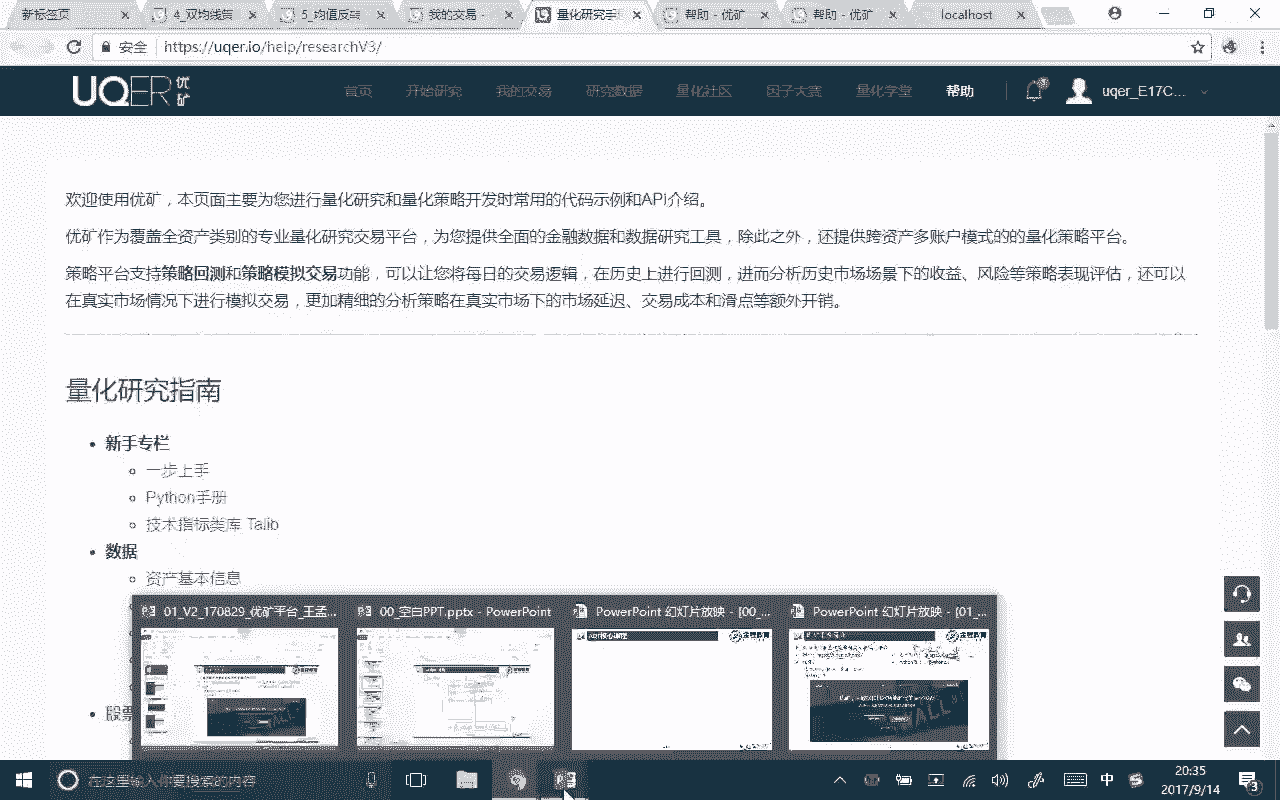 新标签页
4_双均线策
5_均值反转
我的交易 -
量化研究手
帮助 - 优矿
帮助 - 优矿
localhost
安全
https://uqer.io/help/researchV3/
UQER 优矿
首页
开始研究
我的交易
研究数据
量化社区
因子大赛
量化学堂
帮助
uqer_E17C...
欢迎使用优矿，本页面主要为您进行量化研究和量化策略开发时常用的代码示例和API介绍。
优矿作为覆盖全资产类别的专业量化研究交易平台，为您提供全面的金融数据和数据研究工具，除此之外，还提供跨资产多账户模式的的量化策略平台。
策略平台支持策略回测和策略模拟交易功能，可以让您将每日的交易逻辑，在历史上进行回测，进而分析历史市场场景下的收益、风险等策略表现评估，还可以
在真实市场情况下进行模拟交易，更加精细的分析策略在真实市场下的市场延迟、交易成本和滑点等额外开销。
量化研究指南
新手专栏
一步上手
Python手册
技术指标类库 Talib
数据
资产基本信息
01_V2_170829_优矿平台_王孟...
00_空白PPT.pptx - PowerPoint
PowerPoint 幻灯片放映 - [00_...
PowerPoint 幻灯片放映 - [01_...
金程教育
金程教育
股票
在这里输入你要搜索的内容
中
20:35
2017/9/14
3